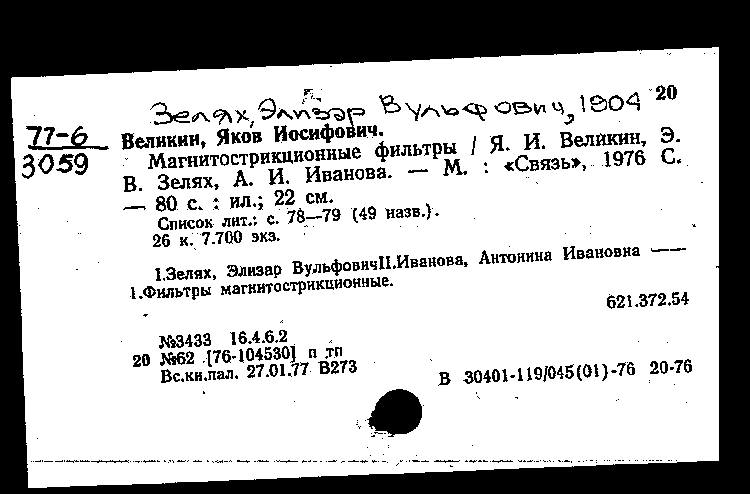 Зелях, Элизар Вульфович, 1904 20
77-6
3059
Великин, Яков Иосифович.
Магнитострикционные фильтры / Я. И. Великин, Э.
В. Зелях, А. И. Иванова. — М. : «Связь», 1976 С.
— 80 с. : ил.; 22 см.
Список лит.: с. 78—79 (49 назв.).
26 к. 7.700 экз.
I.Зелях, Элизар ВульфовичII.Иванова, Антонина Ивановна ——
1.Фильтры магнитострикционные.
621.372.54
№3433 16.4.6.2
20 №62 [76-104530] п тп
Вс.кн.пал. 27.01.77 В273
В 30401-119/045(01)-76 20-76